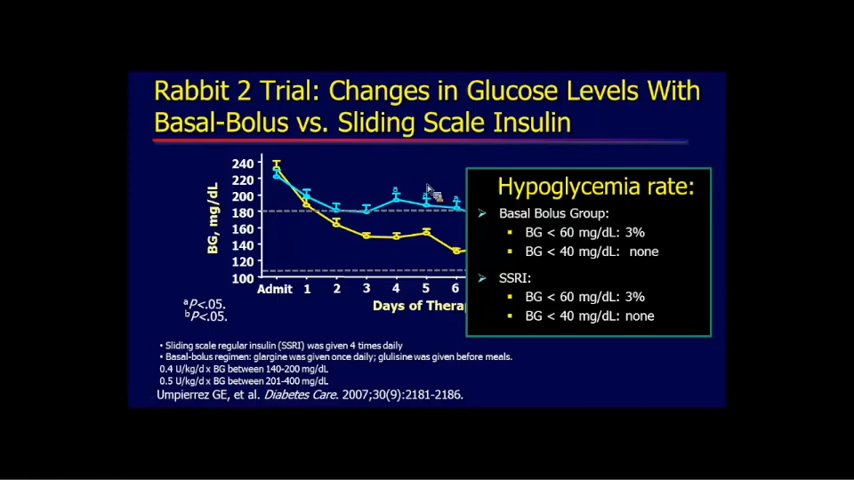 Rabbit 2 Trial: Changes in Glucose Levels With
Basal-Bolus vs. Sliding Scale Insulin
240
220
200
180
160
140
120
100
BG, mg/dL
Admit 1 2 3 4 5 6
Days of Therap
Hypoglycemia rate:
Basal Bolus Group:
BG < 60 mg/dL: 3%
BG < 40 mg/dL: none
SSRI:
BG < 60 mg/dL: 3%
BG < 40 mg/dL: none
aP<.05.
bP<.05.
• Sliding scale regular insulin (SSRI) was given 4 times daily
• Basal-bolus regimen: glargine was given once daily; glulisine was given before meals.
0.4 U/kg/d x BG between 140-200 mg/dL
0.5 U/kg/d x BG between 201-400 mg/dL
Umpierrez GE, et al. Diabetes Care. 2007;30(9):2181-2186.